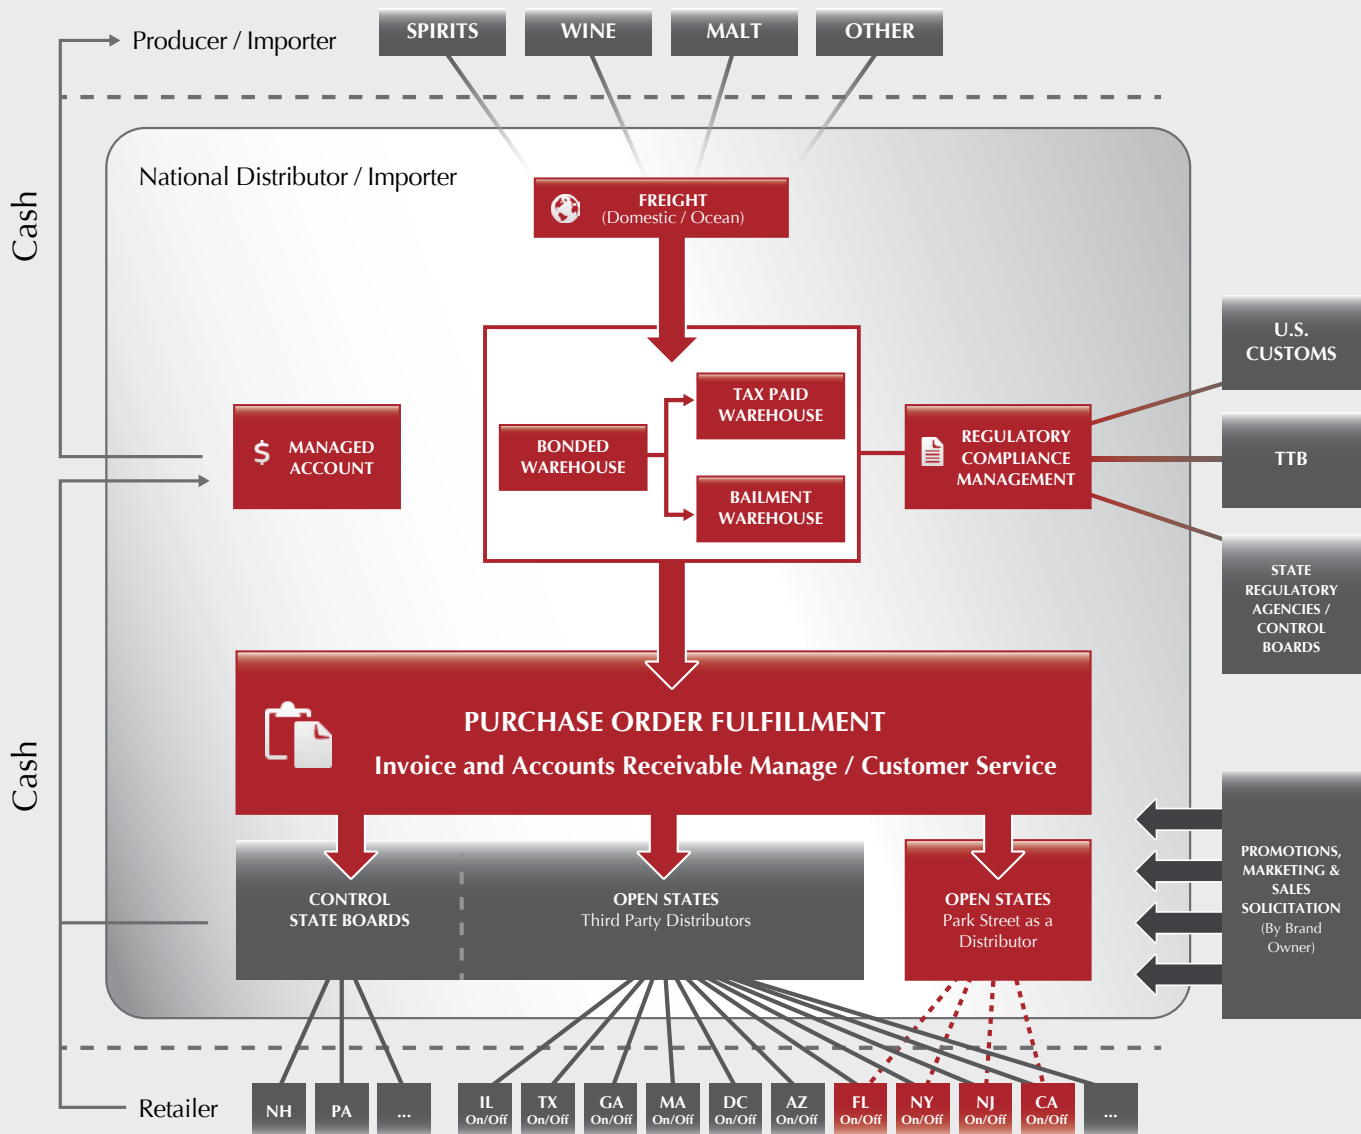 Producer / Importer
SPIRITS
WINE
MALT
OTHER
Cash
National Distributor / Importer
FREIGHT
(Domestic / Ocean)
U.S.
CUSTOMS
TAX PAID
WAREHOUSE
$ MANAGED
ACCOUNT
BONDED
WAREHOUSE
REGULATORY
COMPLIANCE
MANAGEMENT
TTB
BAILMENT
WAREHOUSE
STATE
REGULATORY
AGENCIES /
CONTROL
BOARDS
PURCHASE ORDER FULFILLMENT
Invoice and Accounts Receivable Manage / Customer Service
Cash
PROMOTIONS,
MARKETING &
SALES
SOLICITATION
(By Brand
Owner)
CONTROL
STATE BOARDS
OPEN STATES
Third Party Distributors
OPEN STATES
Park Street as a
Distributor
Retailer
NH
PA
...
IL
On/Off
TX
On/Off
GA
On/Off
MA
On/Off
DC
On/Off
AZ
On/Off
FL
On/Off
NY
On/Off
NJ
On/Off
CA
On/Off
...